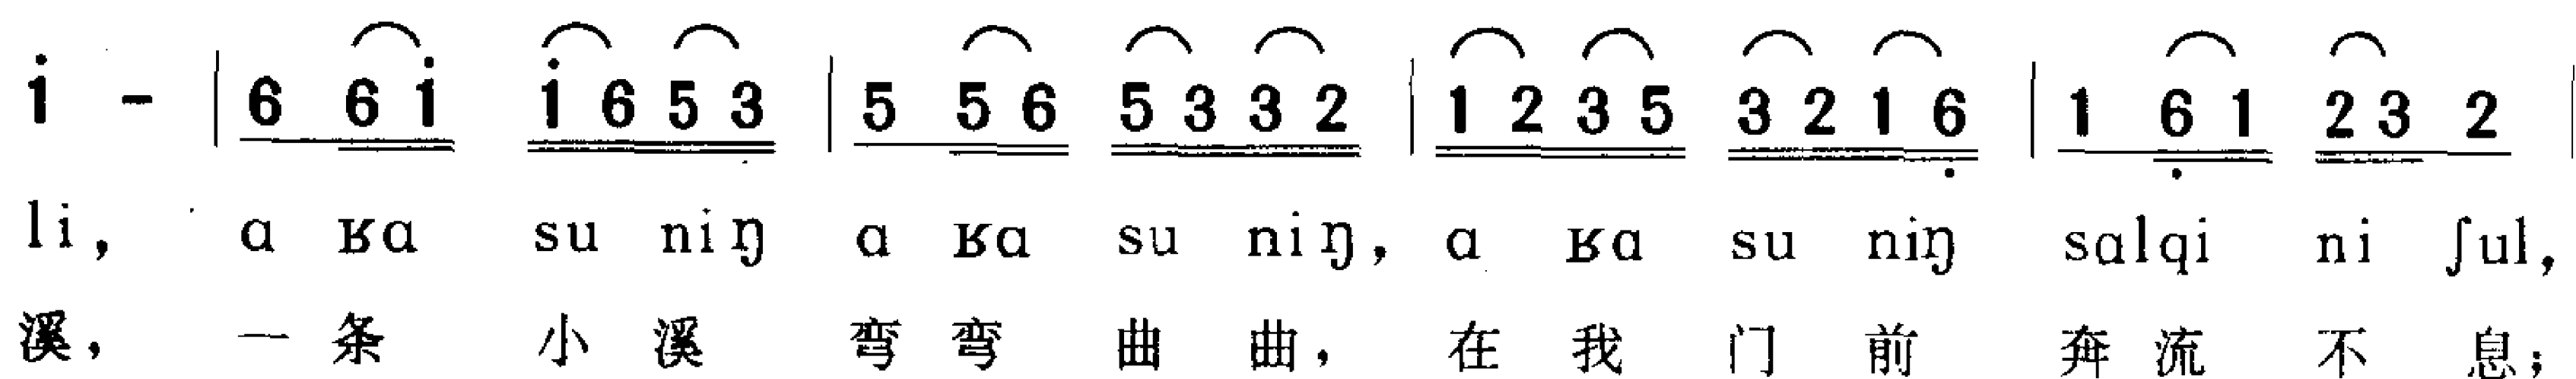 i - | 6 6 i i 6 5 3 | 5 5 6 5 3 3 2 | 1 2 3 5 3 2 1 6 | 1 6 1 2 3 2 |
li, ɑ ʁɑ su niŋ ɑ ʁɑ su niŋ, ɑ ʁɑ su niŋ sɑlqi ni ʃul,
溪, 一 条 小 溪 弯 弯 曲 曲, 在 我 门 前 奔 流 不 息;